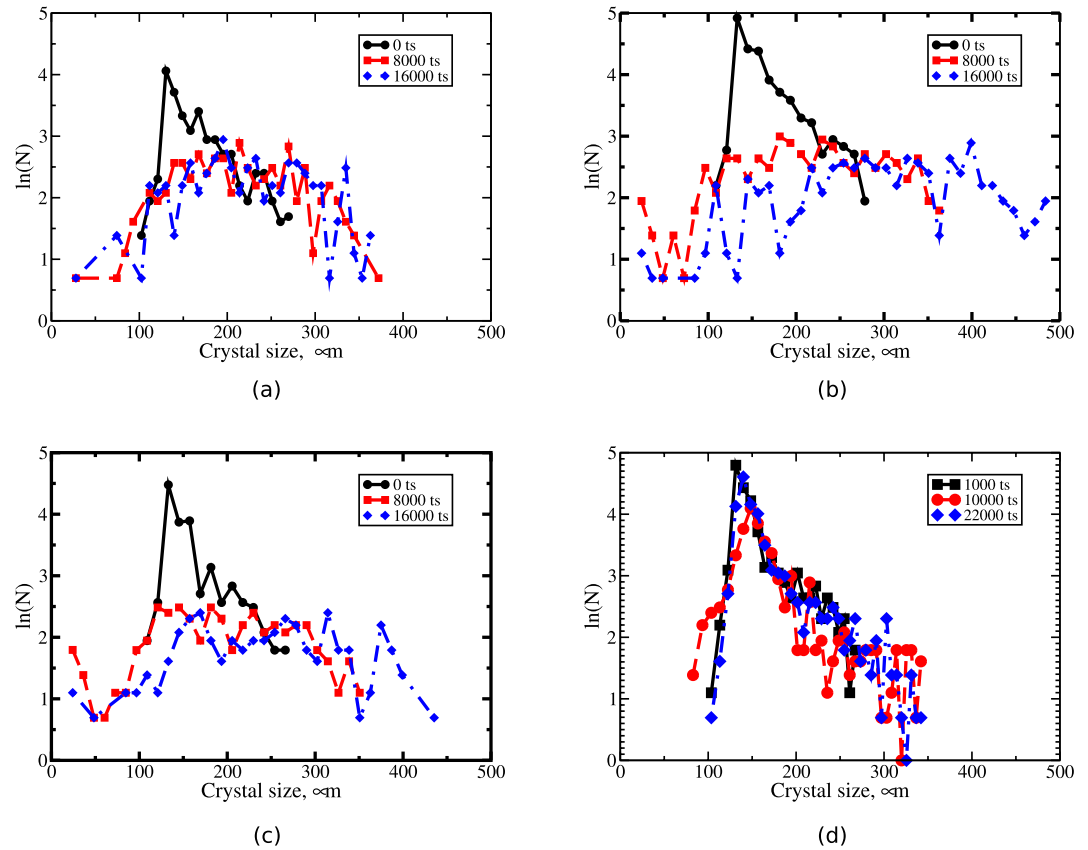 5
4
3
2
1
0
ln(N)
0 ts
8000 ts
16000 ts
0 100 200 300 400 500
Crystal size, ∝m
(a)
5
4
3
2
1
0
ln(N)
0 ts
8000 ts
16000 ts
0 100 200 300 400 500
Crystal size, ∝m
(b)
5
4
3
2
1
0
ln(N)
0 ts
8000 ts
16000 ts
0 100 200 300 400 500
Crystal size, ∝m
(c)
5
4
3
2
1
0
ln(N)
1000 ts
10000 ts
22000 ts
0 100 200 300 400 500
Crystal size, ∝m
(d)